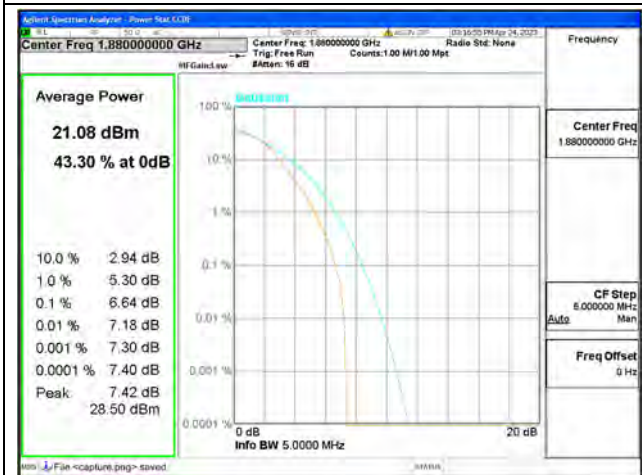 Agilent Spectrum Analyzer - Power Stat CCDF
Center Freq 1.880000000 GHz
Center Freq: 1.880000000 GHz
Radio Std: None
03:16:55 PM Apr 24, 2023
Trig: Free Run
Counts:1.00 M/1.00 Mpt
#IFGain:Low
#Atten: 16 dB
Frequency
Average Power
21.08 dBm
43.30 % at 0dB
10.0 % 2.94 dB
1.0 % 5.30 dB
0.1 % 6.64 dB
0.01 % 7.18 dB
0.001 % 7.30 dB
0.0001 % 7.40 dB
Peak 7.42 dB
28.50 dBm
Gaussian
100 %
10 %
1 %
0.1 %
0.01 %
0.001 %
0.0001 %
0 dB
20 dB
Info BW 5.0000 MHz
Center Freq
1.880000000 GHz
CF Step
5.000000 MHz
Auto Man
Freq Offset
0 Hz
MSG
File <capture.png> saved
STATUS